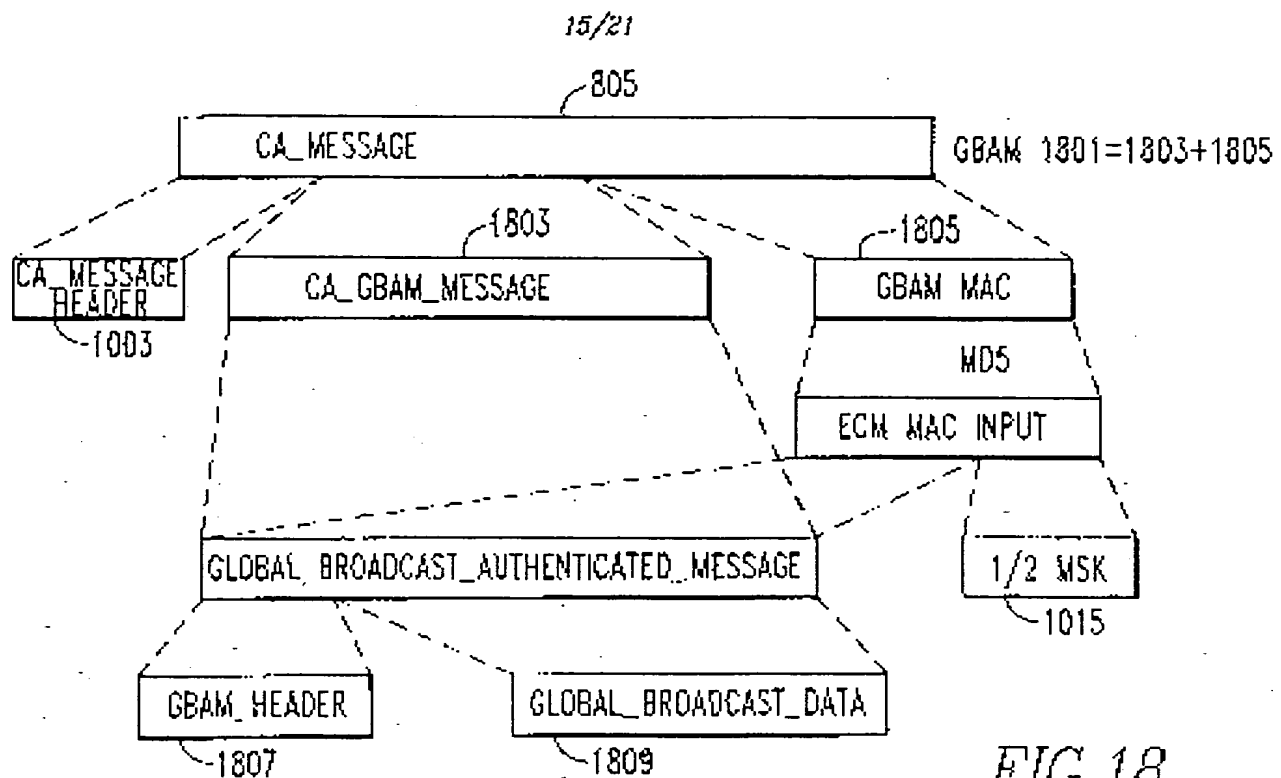 15/21
805
CA_MESSAGE
GBAM 1801=1803+1805
1803
1805
CA_MESSAGE
HEADER
CA_GBAM_MESSAGE
GBAM MAC
1003
MD5
ECM MAC INPUT
GLOBAL_BROADCAST_AUTHENTICATED_MESSAGE
1/2 MSK
1015
GBAM_HEADER
GLOBAL_BROADCAST_DATA
1807
1809
FIG.18